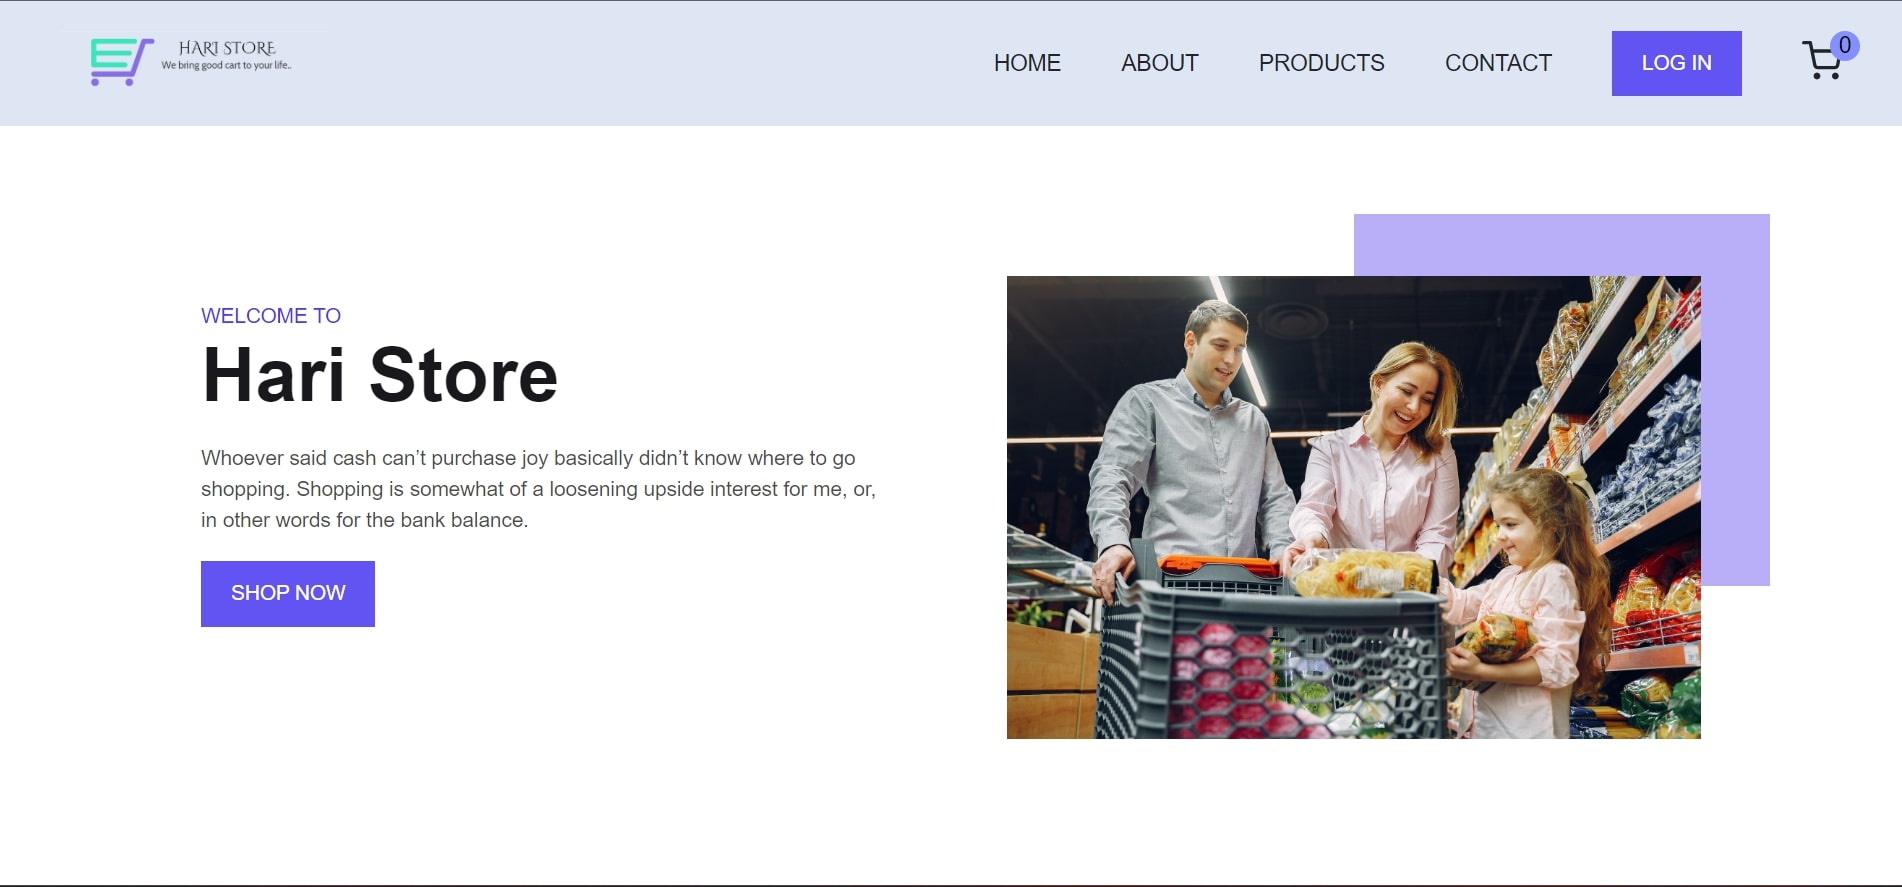 HARI STORE
We bring good cart to your life..
HOME
ABOUT
PRODUCTS
CONTACT
LOG IN
0
WELCOME TO
Hari Store
Whoever said cash can’t purchase joy basically didn’t know where to go
shopping. Shopping is somewhat of a loosening upside interest for me, or,
in other words for the bank balance.
SHOP NOW